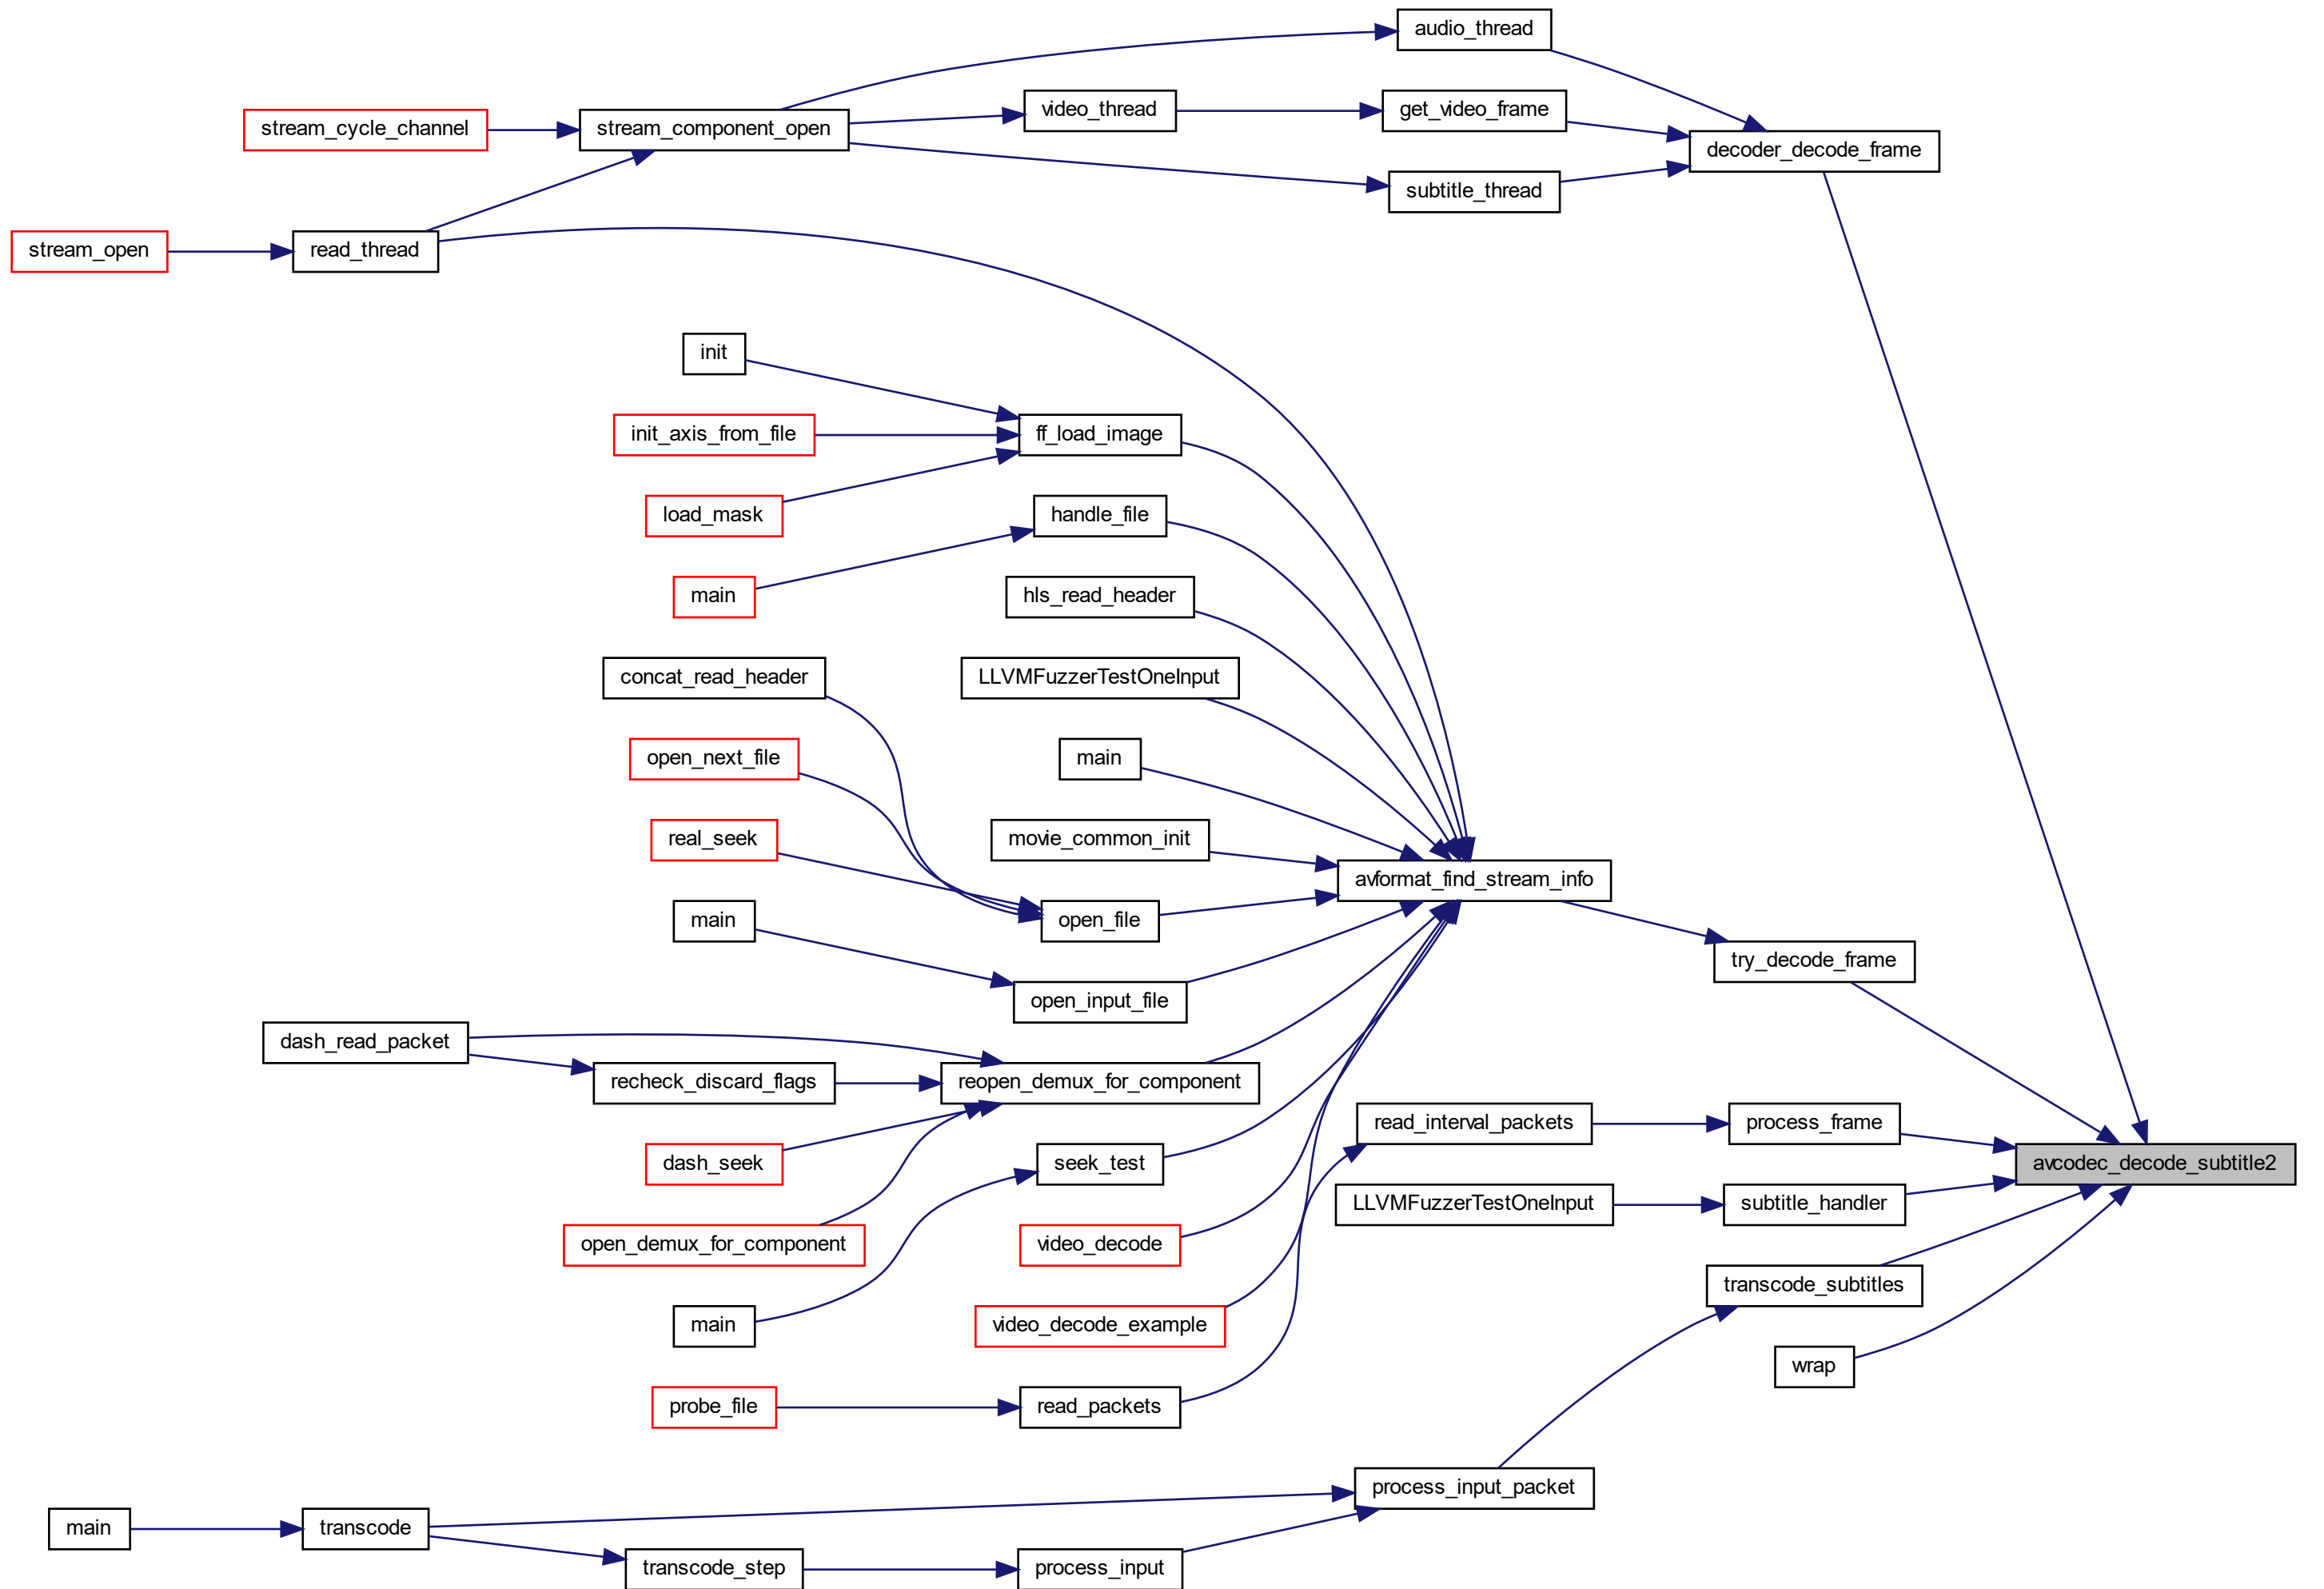 audio_thread
stream_cycle_channel
stream_component_open
video_thread
get_video_frame
decoder_decode_frame
subtitle_thread
stream_open
read_thread
init
init_axis_from_file
ff_load_image
load_mask
handle_file
main
hls_read_header
concat_read_header
LLVMFuzzerTestOneInput
open_next_file
main
real_seek
movie_common_init
avformat_find_stream_info
main
open_file
try_decode_frame
open_input_file
dash_read_packet
recheck_discard_flags
reopen_demux_for_component
read_interval_packets
process_frame
dash_seek
seek_test
avcodec_decode_subtitle2
LLVMFuzzerTestOneInput
subtitle_handler
open_demux_for_component
video_decode
transcode_subtitles
main
video_decode_example
wrap
probe_file
read_packets
process_input_packet
main
transcode
transcode_step
process_input